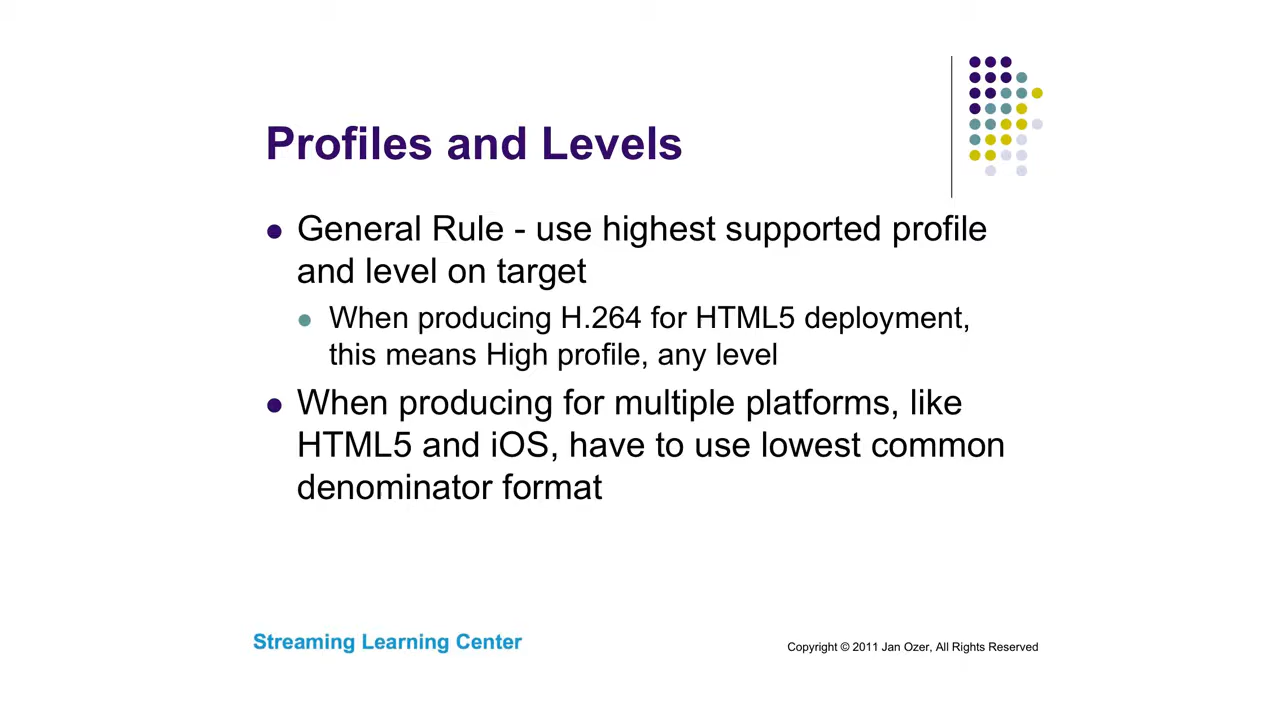 Profiles and Levels
General Rule - use highest supported profile
and level on target
When producing H.264 for HTML5 deployment,
this means High profile, any level
When producing for multiple platforms, like
HTML5 and iOS, have to use lowest common
denominator format
Streaming Learning Center
Copyright © 2011 Jan Ozer, All Rights Reserved